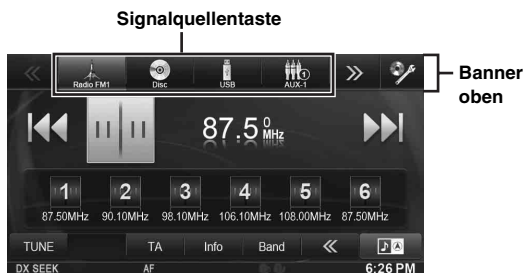 Signalquellentaste
Radio FM1 Disc USB AUX-1
Banner oben
87.50 MHz
1 2 3 4 5 6
87.50MHz 90.10MHz 98.10MHz 106.10MHz 108.00MHz 87.50MHz
TUNE TA Info Band
DX SEEK AF 6:26 PM